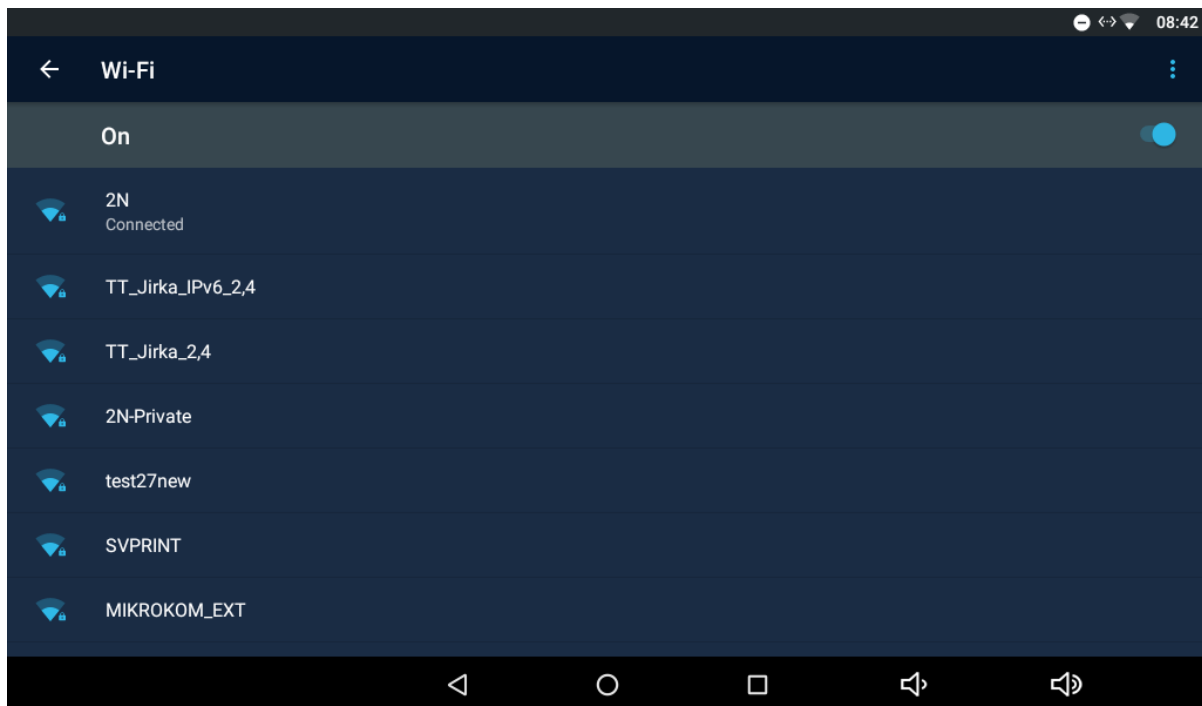 08:42
Wi-Fi
On
2N
Connected
TT_Jirka_IPv6_2,4
TT_Jirka_2,4
2N-Private
test27new
SVPRINT
MIKROKOM_EXT